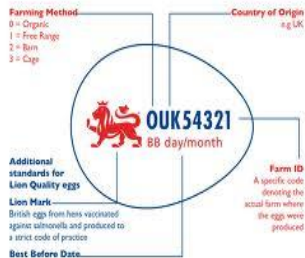 Farming Method
0 = Organic
1 = Free Range
2 = Barn
3 = Cage
Country of Origin
e.g UK
OUK54321
BB day/month
Additional
standards for
Lion Quality eggs
Lion Mark
British eggs from hens vaccinated
against salmonella and produced to
a strict code of practice
Best Before Date
Farm ID
A specific code
denoting the
actual farm where
the eggs were
produced